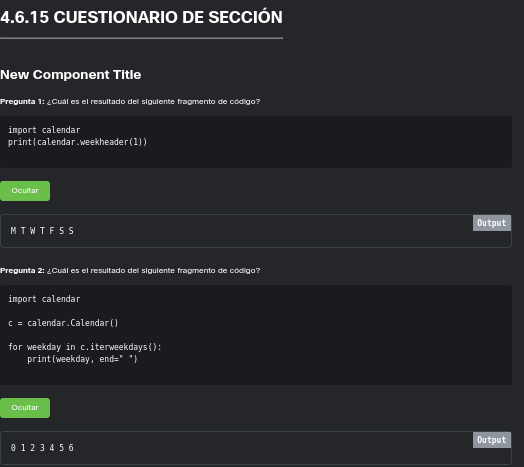 4.6.15 CUESTIONARIO DE SECCIÓN
New Component Title
Pregunta 1: ¿Cuál es el resultado del siguiente fragmento de código?
import calendar
print(calendar.weekheader(1))
Ocultar
Output
M T W T F S S
Pregunta 2: ¿Cuál es el resultado del siguiente fragmento de código?
import calendar
c = calendar.Calendar()
for weekday in c.iterweekdays():
    print(weekday, end=" ")
Ocultar
Output
0 1 2 3 4 5 6